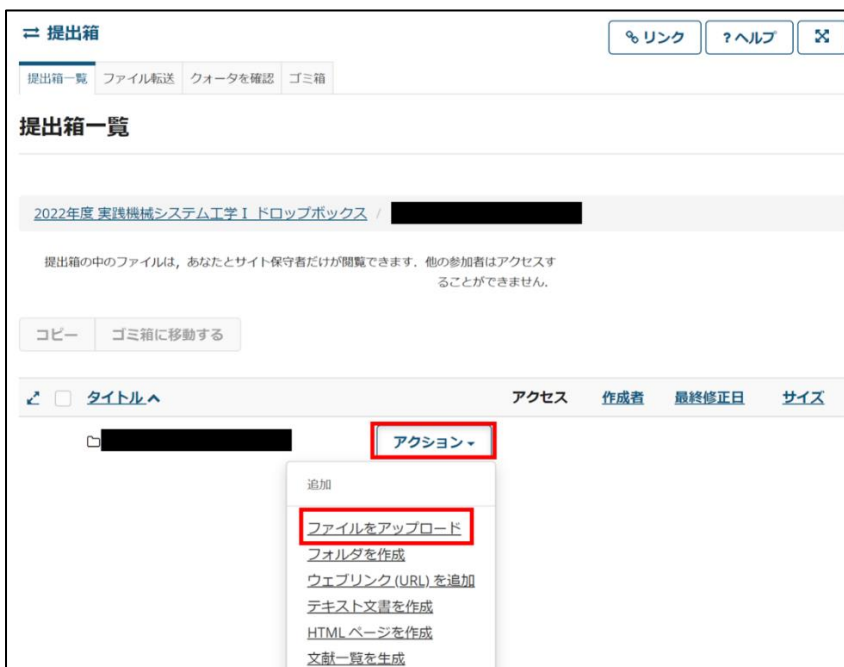 提出箱
リンク ? ヘルプ
提出箱一覧 ファイル転送 クォータを確認 ゴミ箱
提出箱一覧
2022年度 実践機械システム工学 I ドロップボックス /
提出箱の中のファイルは，あなたとサイト保守者だけが閲覧できます．他の参加者はアクセスす
ることができません．
コピー ゴミ箱に移動する
タイトル アクセス 作成者 最終修正日 サイズ
アクション
追加
ファイルをアップロード
フォルダを作成
ウェブリンク (URL) を追加
テキスト文書を作成
HTML ページを作成
文献一覧を生成